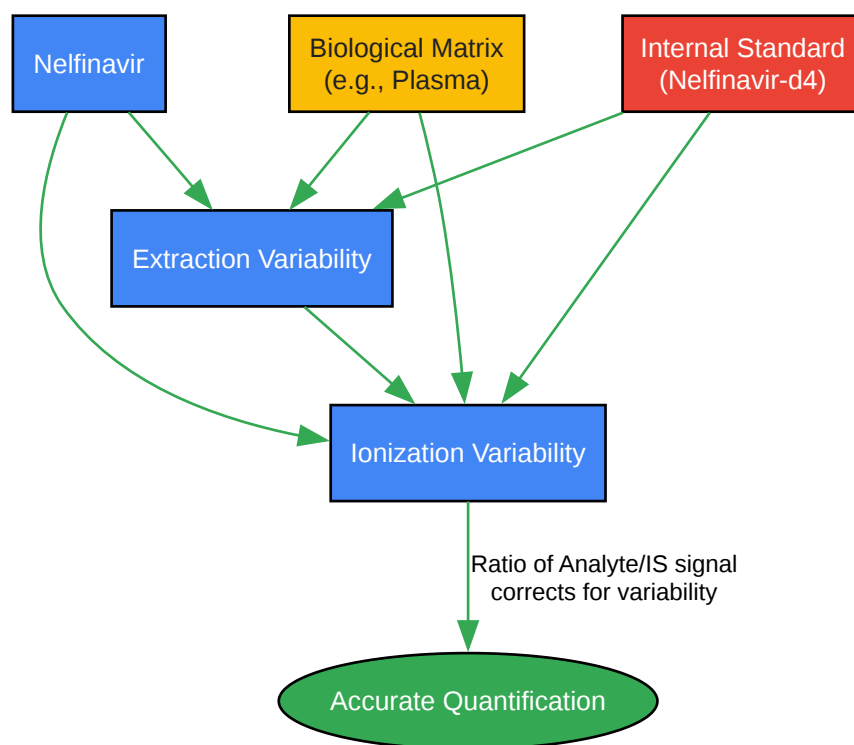 Nelfinavir
Biological Matrix
(e.g., Plasma)
Internal Standard
(Nelfinavir-d4)
Extraction Variability
Ionization Variability
Ratio of Analyte/IS signal
corrects for variability
Accurate Quantification